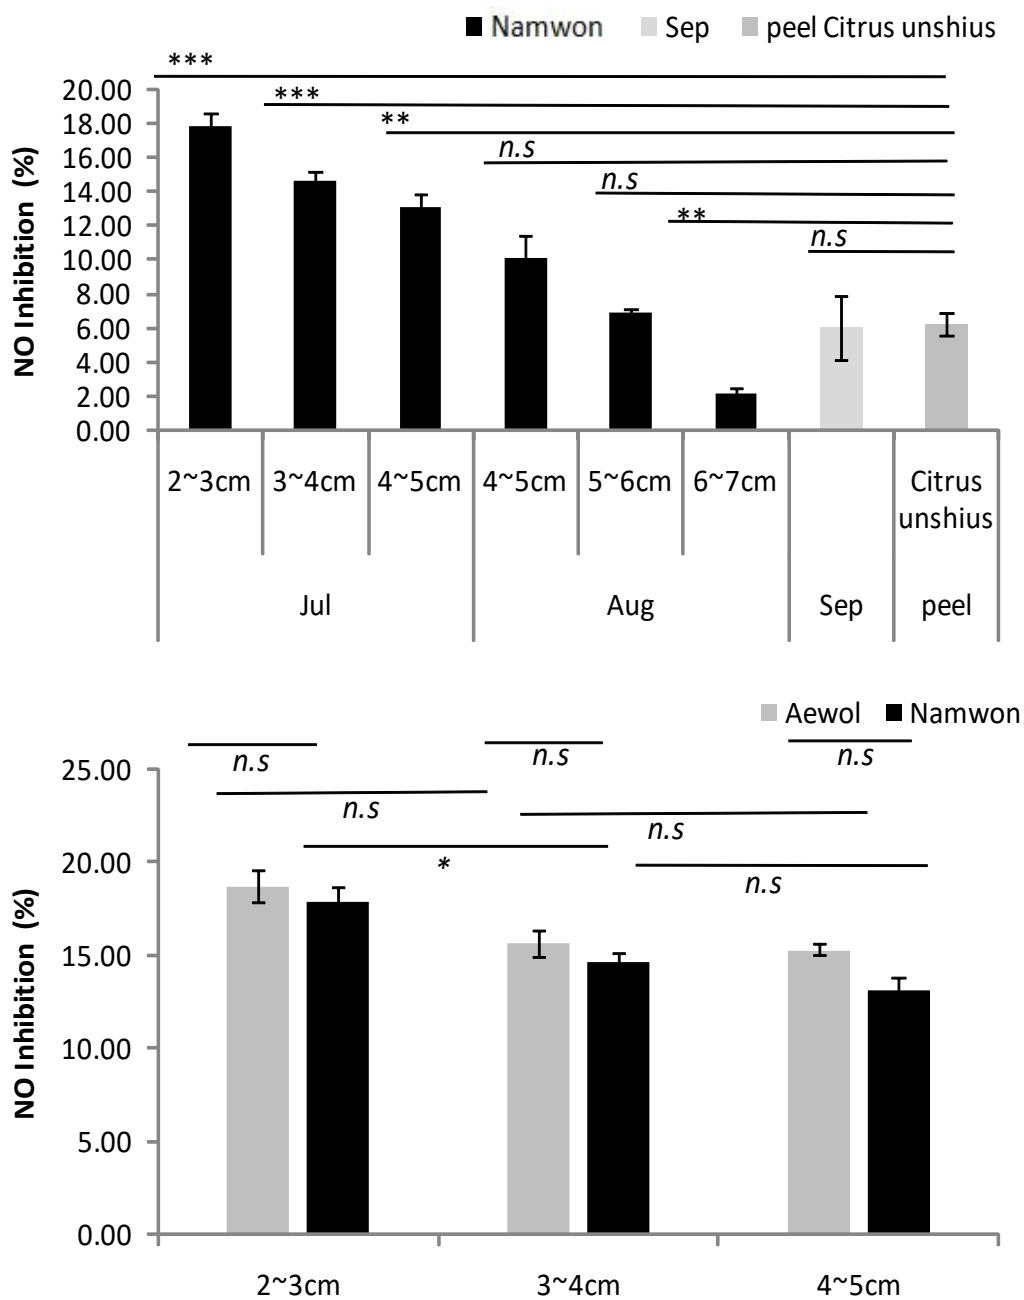 Namwon Sep peel Citrus unshius
***
20.00
***
18.00
**
16.00
n.s
14.00
n.s
12.00
**
10.00
n.s
8.00
6.00
4.00
2.00
0.00
NO Inhibition (%)
2~3cm 3~4cm 4~5cm 4~5cm 5~6cm 6~7cm Citrus
unshius
Jul Aug Sep peel
Aewol Namwon
n.s n.s n.s
25.00
n.s
n.s
20.00
*
n.s
15.00
10.00
5.00
0.00
NO Inhibition (%)
2~3cm 3~4cm 4~5cm